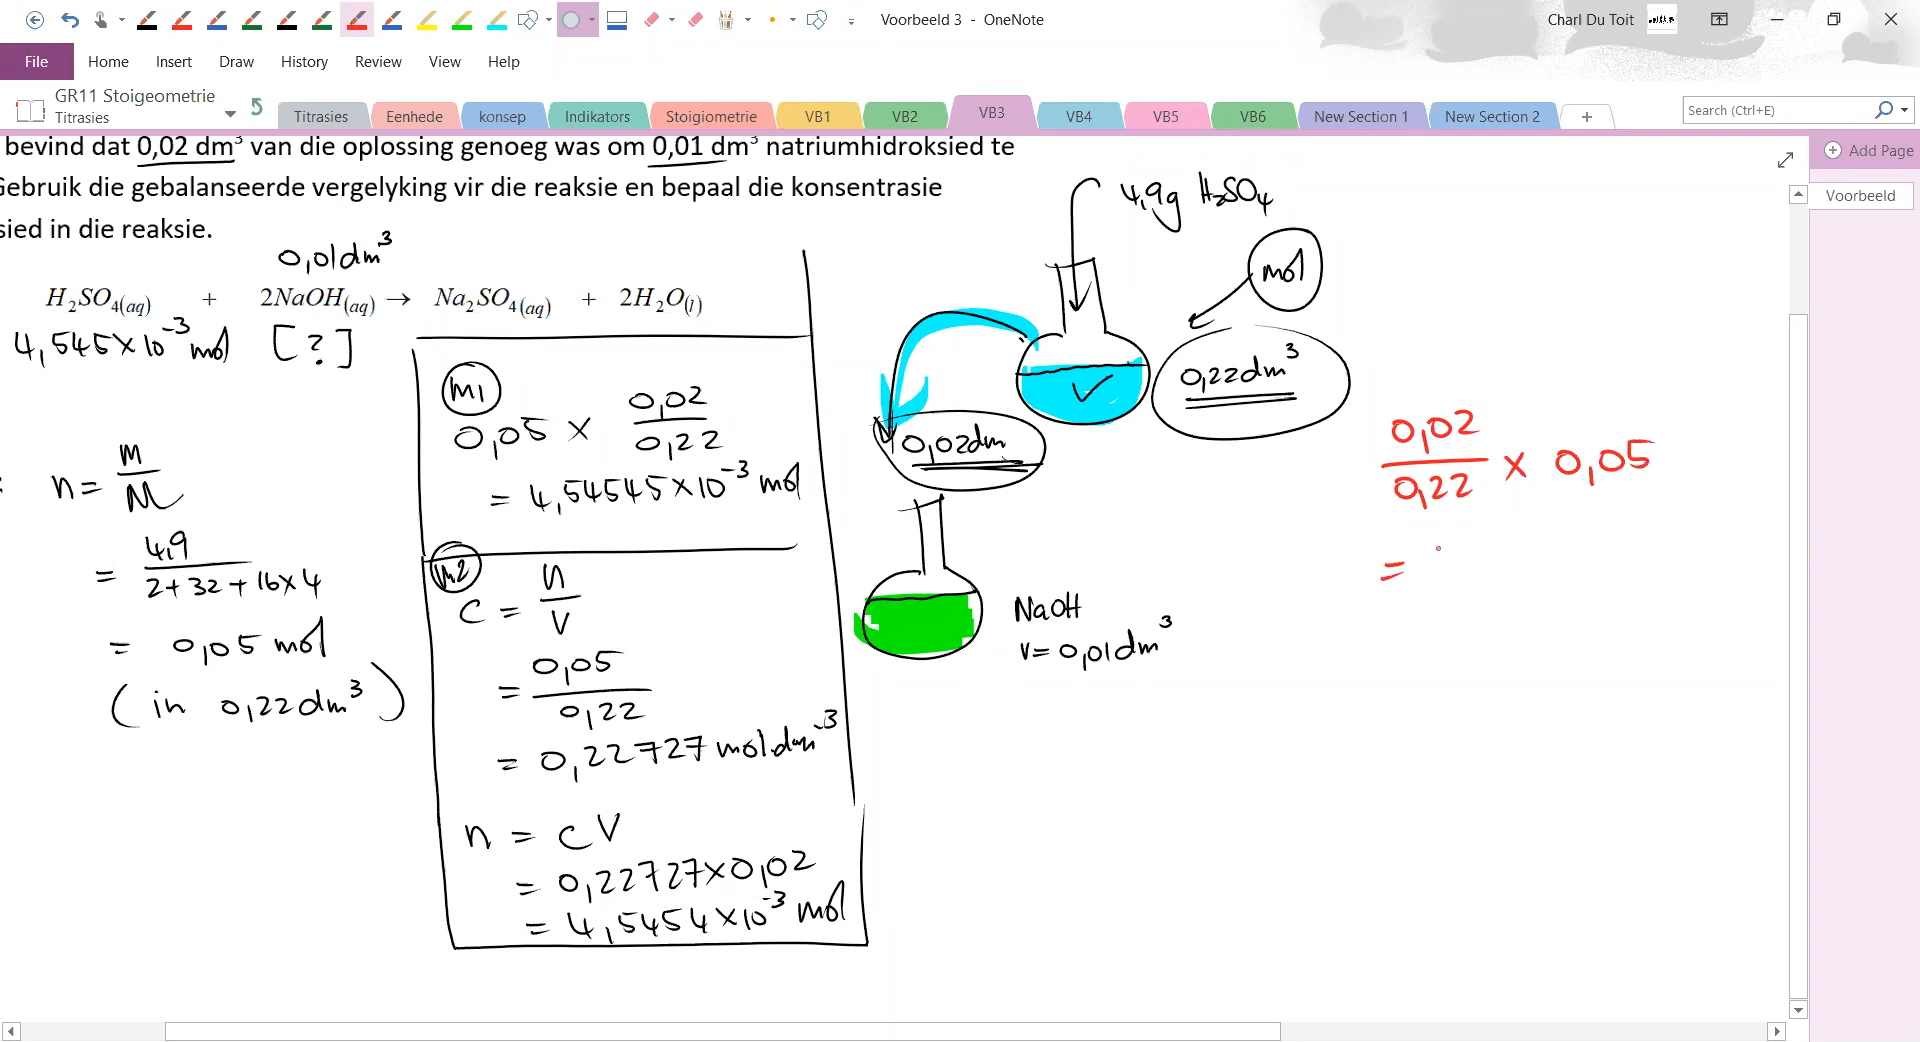 Voorbeeld 3 - OneNote
Charl Du Toit
File Home Insert Draw History Review View Help
GR11 Stoigeometrie
Titrasies
Titrasies Eenhede konsep Indikators Stoigiometrie VB1 VB2 VB3 VB4 VB5 VB6 New Section 1 New Section 2 +
Search (Ctrl+E)
Add Page
Voorbeeld
bevind dat 0,02 dm³ van die oplossing genoeg was om 0,01 dm³ natriumhidroksied te
Gebruik die gebalanseerde vergelyking vir die reaksie en bepaal die konsentrasie
sied in die reaksie.
0,01dm³
H₂SO₄(aq) + 2NaOH(aq) → Na₂SO₄(aq) + 2H₂O(l)
4,545×10⁻³ mol [?]
: n = m/M
= 4,9/2+32+16×4
= 0,05 mol
(in 0,22dm³)
m1
0,05 × 0,02/0,22
= 4,54545×10⁻³ mol
m2
c = n/V
= 0,05/0,22
= 0,22727 mol.dm⁻³
n = cV
= 0,22727×0,02
= 4,5454×10⁻³ mol
4,9g H₂SO₄
mol
0,22dm³
0,02dm
NaOH
V= 0,01dm³
0,02/0,22 × 0,05
=